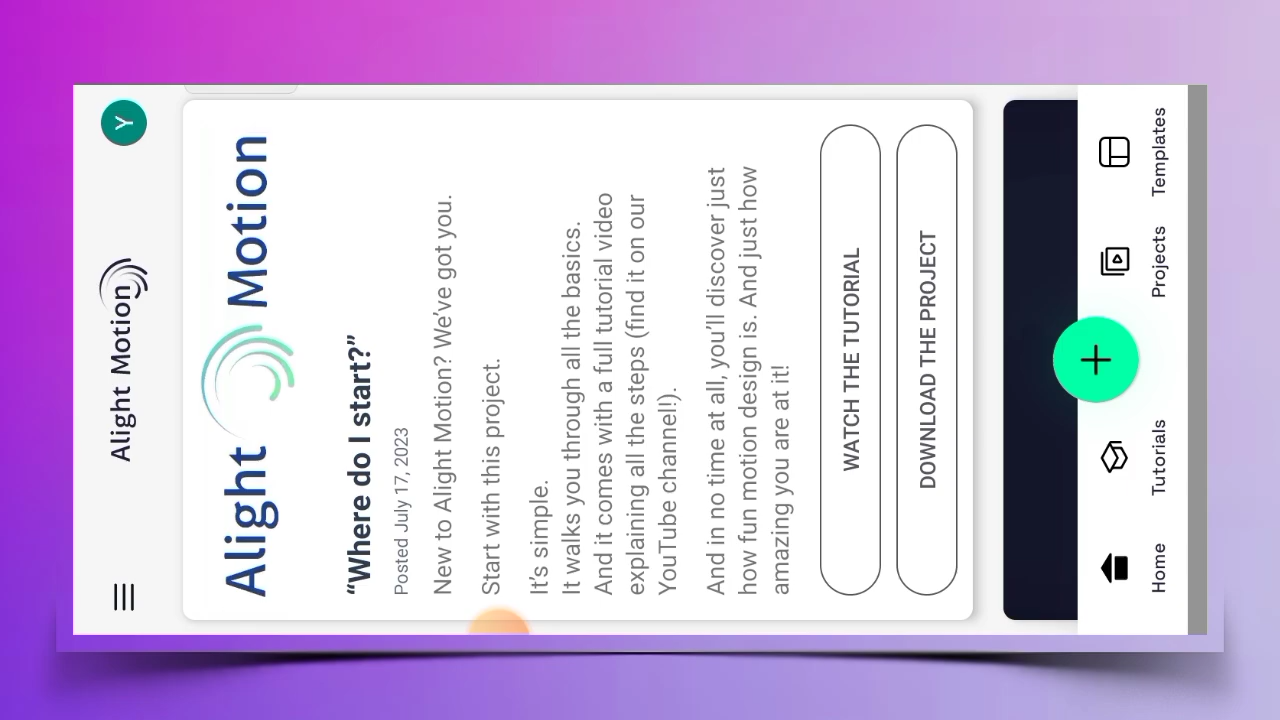 Alight Motion
Y
Alight Motion
“Where do I start?”
Posted July 17, 2023
New to Alight Motion? We’ve got you.
Start with this project.
It’s simple.
It walks you through all the basics.
And it comes with a full tutorial video
explaining all the steps (find it on our
YouTube channel!).
And in no time at all, you’ll discover just
how fun motion design is. And just how
amazing you are at it!
WATCH THE TUTORIAL
DOWNLOAD THE PROJECT
Home
Tutorials
Projects
Templates